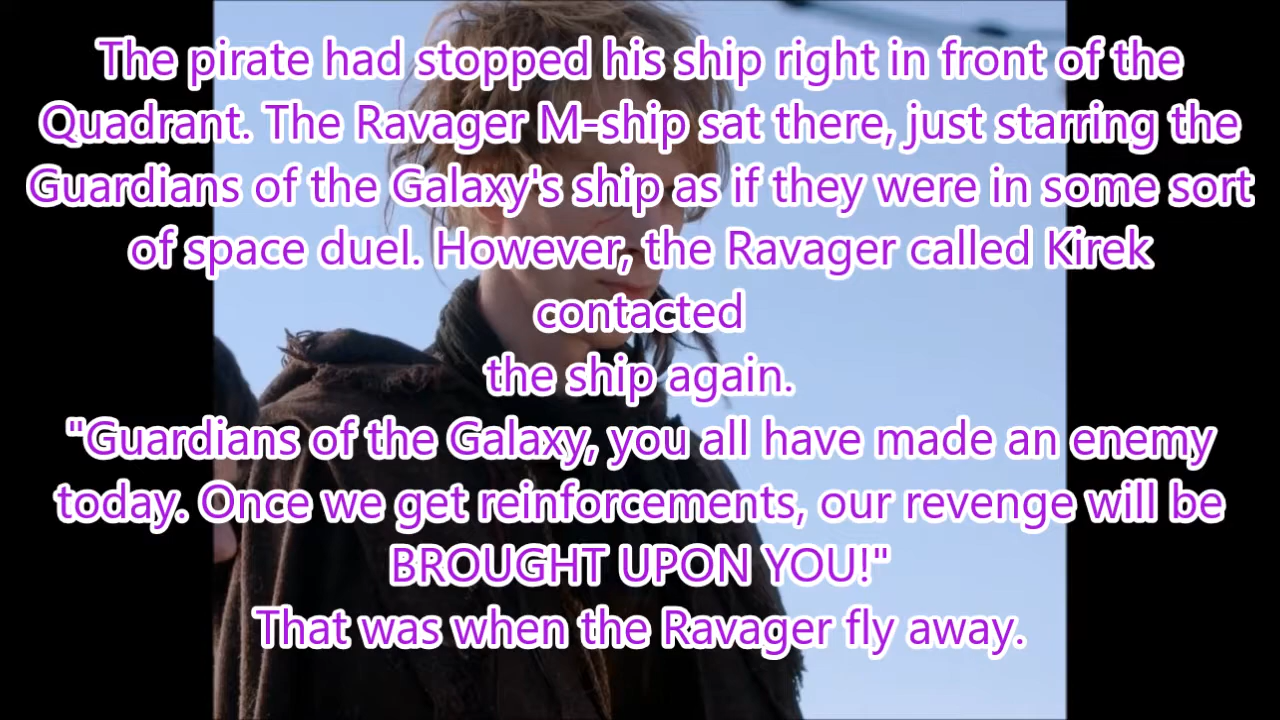 The pirate had stopped his ship right in front of the
Quadrant. The Ravager M-ship sat there, just starring the
Guardians of the Galaxy's ship as if they were in some sort
of space duel. However, the Ravager called Kirek
contacted
the ship again.
"Guardians of the Galaxy, you all have made an enemy
today. Once we get reinforcements, our revenge will be
BROUGHT UPON YOU!"
That was when the Ravager fly away.